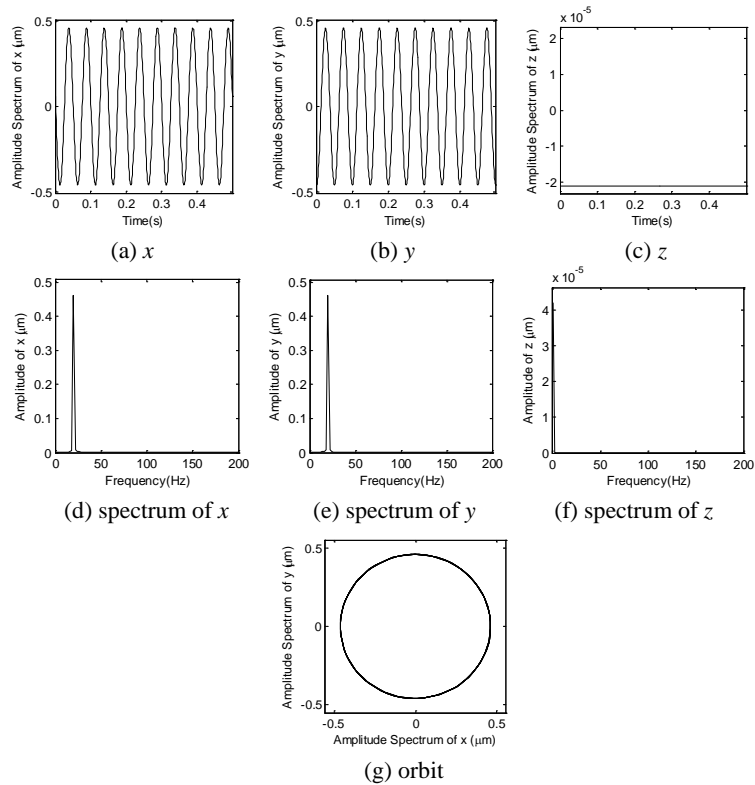 0.5
0
-0.5
0 0.1 0.2 0.3 0.4
Amplitude Spectrum of x (μm)
Time(s)
(a) x
0.5
0
-0.5
0 0.1 0.2 0.3 0.4
Amplitude Spectrum of y (μm)
Time(s)
(b) y
x 10-5
2
1
0
-1
-2
0 0.1 0.2 0.3 0.4
Amplitude Spectrum of z (μm)
Time(s)
(c) z
0.5
0.4
0.3
0.2
0.1
0
0 50 100 150 200
Amplitude of x (μm)
Frequency(Hz)
(d) spectrum of x
0.5
0.4
0.3
0.2
0.1
0
0 50 100 150 200
Amplitude of y (μm)
Frequency(Hz)
(e) spectrum of y
x 10-5
4
3
2
1
0
0 50 100 150 200
Amplitude of z (μm)
Frequency(Hz)
(f) spectrum of z
0.5
0
-0.5
-0.5 0 0.5
Amplitude Spectrum of y (μm)
Amplitude Spectrum of x (μm)
(g) orbit